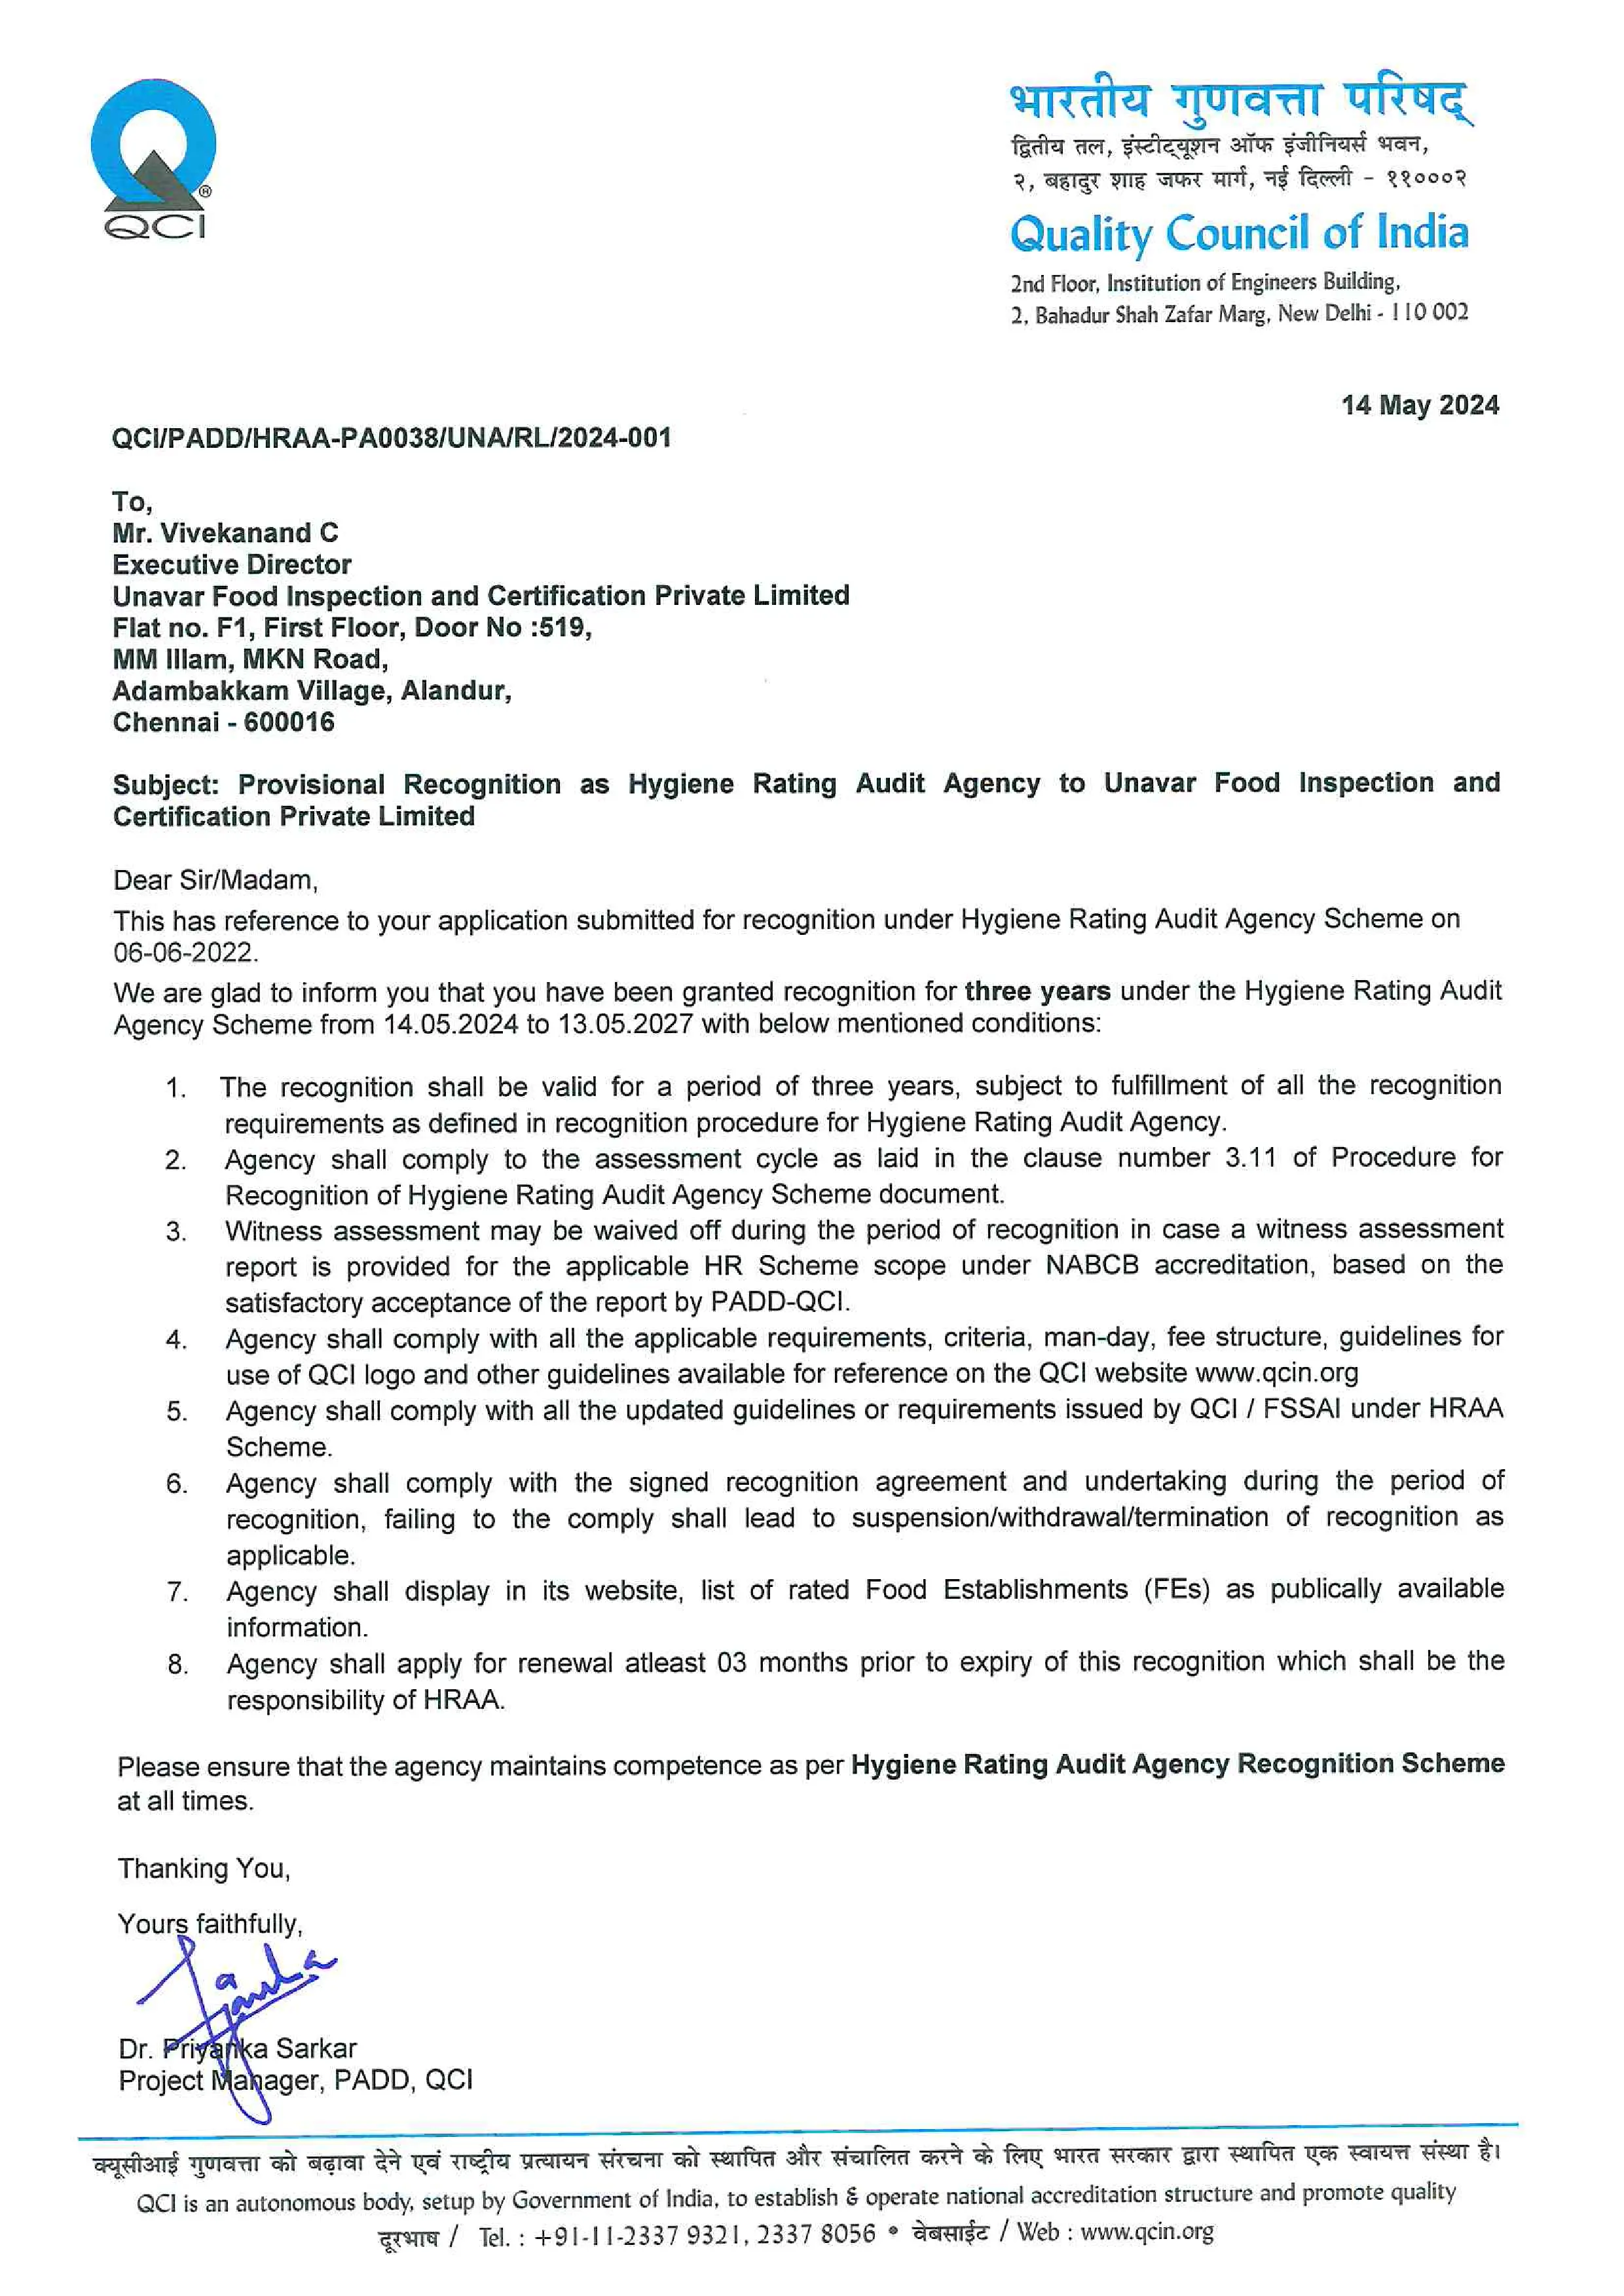 QCI
®
भारतीय गुणवत्ता परिषद्
द्वितीय तल, इंस्टीट्यूशन ऑफ इंजीनियर्स भवन,
२, बहादुर शाह जफर मार्ग, नई दिल्ली - ११०००२
Quality Council of India
2nd Floor, Institution of Engineers Building,
2, Bahadur Shah Zafar Marg, New Delhi - 110 002
14 May 2024
QCI/PADD/HRAA-PA0038/UNA/RL/2024-001
To,
Mr. Vivekanand C
Executive Director
Unavar Food Inspection and Certification Private Limited
Flat no. F1, First Floor, Door No :519,
MM Illam, MKN Road,
Adambakkam Village, Alandur,
Chennai - 600016
Subject: Provisional Recognition as Hygiene Rating Audit Agency to Unavar Food Inspection and
Certification Private Limited
Dear Sir/Madam,
This has reference to your application submitted for recognition under Hygiene Rating Audit Agency Scheme on
06-06-2022.
We are glad to inform you that you have been granted recognition for three years under the Hygiene Rating Audit
Agency Scheme from 14.05.2024 to 13.05.2027 with below mentioned conditions:
1. The recognition shall be valid for a period of three years, subject to fulfillment of all the recognition
requirements as defined in recognition procedure for Hygiene Rating Audit Agency.
2. Agency shall comply to the assessment cycle as laid in the clause number 3.11 of Procedure for
Recognition of Hygiene Rating Audit Agency Scheme document.
3. Witness assessment may be waived off during the period of recognition in case a witness assessment
report is provided for the applicable HR Scheme scope under NABCB accreditation, based on the
satisfactory acceptance of the report by PADD-QCI.
4. Agency shall comply with all the applicable requirements, criteria, man-day, fee structure, guidelines for
use of QCI logo and other guidelines available for reference on the QCI website www.qcin.org
5. Agency shall comply with all the updated guidelines or requirements issued by QCI / FSSAI under HRAA
Scheme.
6. Agency shall comply with the signed recognition agreement and undertaking during the period of
recognition, failing to the comply shall lead to suspension/withdrawal/termination of recognition as
applicable.
7. Agency shall display in its website, list of rated Food Establishments (FEs) as publically available
information.
8. Agency shall apply for renewal atleast 03 months prior to expiry of this recognition which shall be the
responsibility of HRAA.
Please ensure that the agency maintains competence as per Hygiene Rating Audit Agency Recognition Scheme
at all times.
Thanking You,
Yours faithfully,
Dr. Priyanka Sarkar
Project Manager, PADD, QCI
क्यूसीआई गुणवत्ता को बढ़ावा देने एवं राष्ट्रीय प्रत्यायन संरचना को स्थापित और संचालित करने के लिए भारत सरकार द्वारा स्थापित एक स्वायत्त संस्था है।
QCI is an autonomous body, setup by Government of India, to establish & operate national accreditation structure and promote quality
दूरभाष / Tel. : +91-11-2337 9321, 2337 8056 • वेबसाईट / Web : www.qcin.org